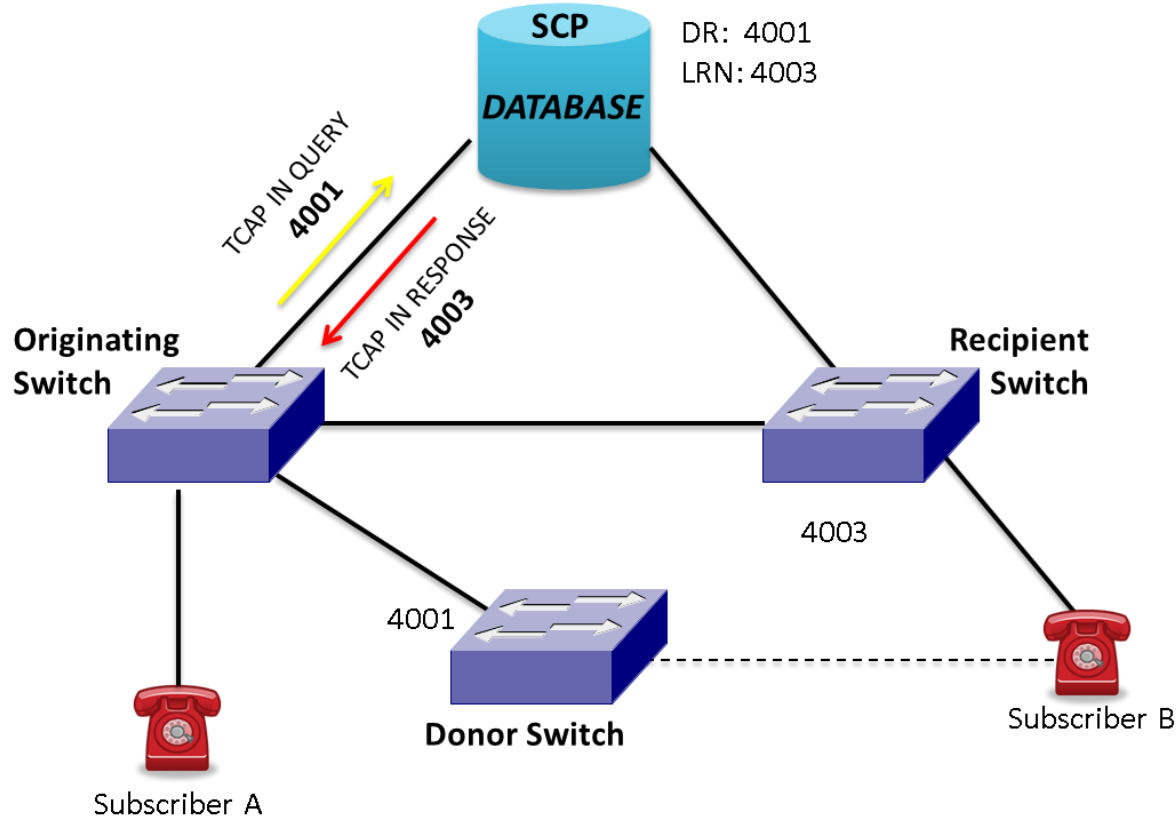 SCP
DATABASE
DR: 4001
LRN: 4003
TCAP IN QUERY
4001
TCAP IN RESPONSE
4003
Originating
Switch
Recipient
Switch
4003
4001
Donor Switch
Subscriber B
Subscriber A